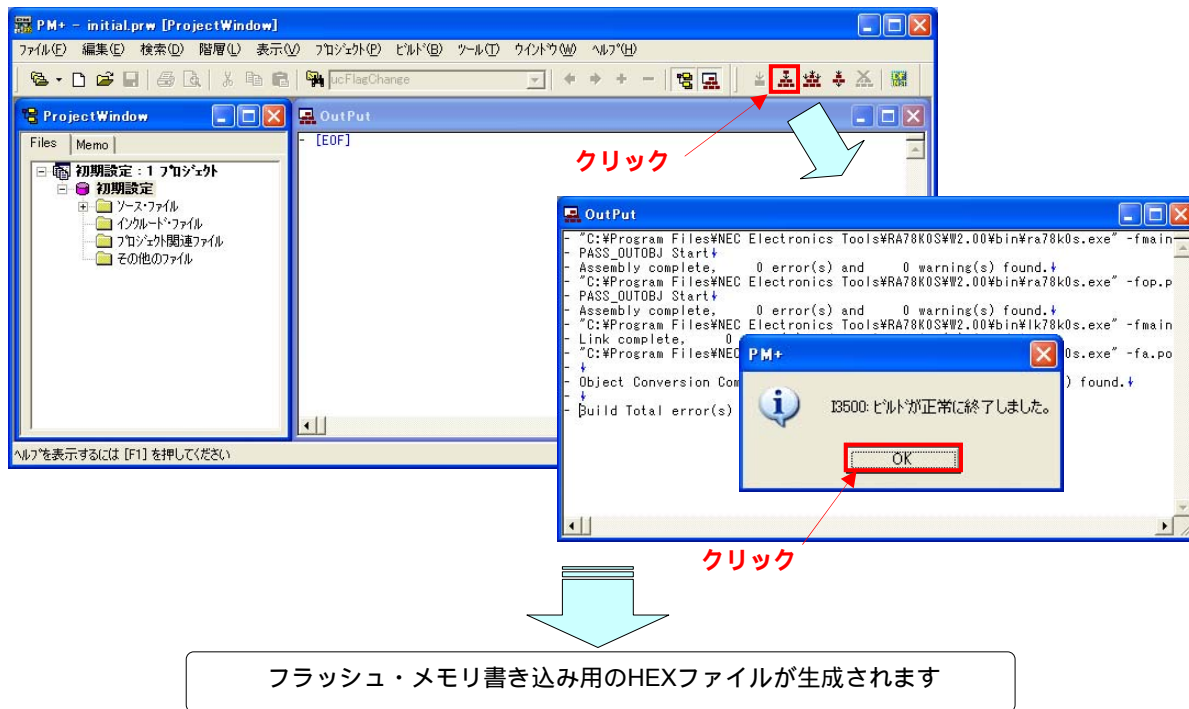 PM+ - initial.prw [ProjectWindow]
ファイル(F) 編集(E) 検索(D) 階層(L) 表示(V) プロジェクト(P) ビルド(B) ツール(T) ウインドウ(W) ヘルプ(H)
ucFlagChange
ProjectWindow
Files Memo
初期設定 : 1 プロジェクト
初期設定
ソース・ファイル
インクルード・ファイル
プロジェクト関連ファイル
その他のファイル
OutPut
- [EOF]
クリック
ヘルプを表示するには [F1] を押してください
OutPut
- "C:¥Program Files¥NEC Electronics Tools¥RA78K0S¥W2.00¥bin¥ra78k0s.exe" -fmain
- PASS_OUTOBJ Start↓
- Assembly complete, 0 error(s) and 0 warning(s) found.↓
- "C:¥Program Files¥NEC Electronics Tools¥RA78K0S¥W2.00¥bin¥ra78k0s.exe" -fop.p
- PASS_OUTOBJ Start↓
- Assembly complete, 0 error(s) and 0 warning(s) found.↓
- "C:¥Program Files¥NEC Electronics Tools¥RA78K0S¥W2.00¥bin¥lk78k0s.exe" -fmain
- Link complete, 0
- "C:¥Program Files¥NEC 0s.exe" -fa.po
- ↓
- Object Conversion Com ) found.↓
- ↓
- Build Total error(s)
PM+
I3500: ビルドが正常に終了しました。
OK
クリック
フラッシュ・メモリ書き込み用のHEXファイルが生成されます